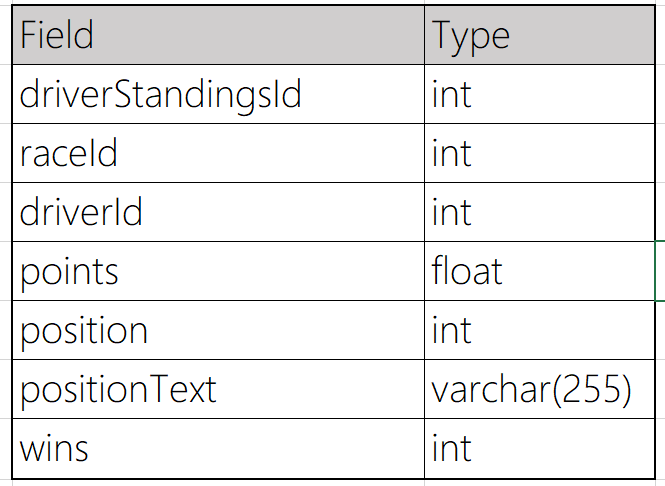 Field Type
driverStandingsId int
raceId int
driverId int
points float
position int
positionText varchar(255)
wins int